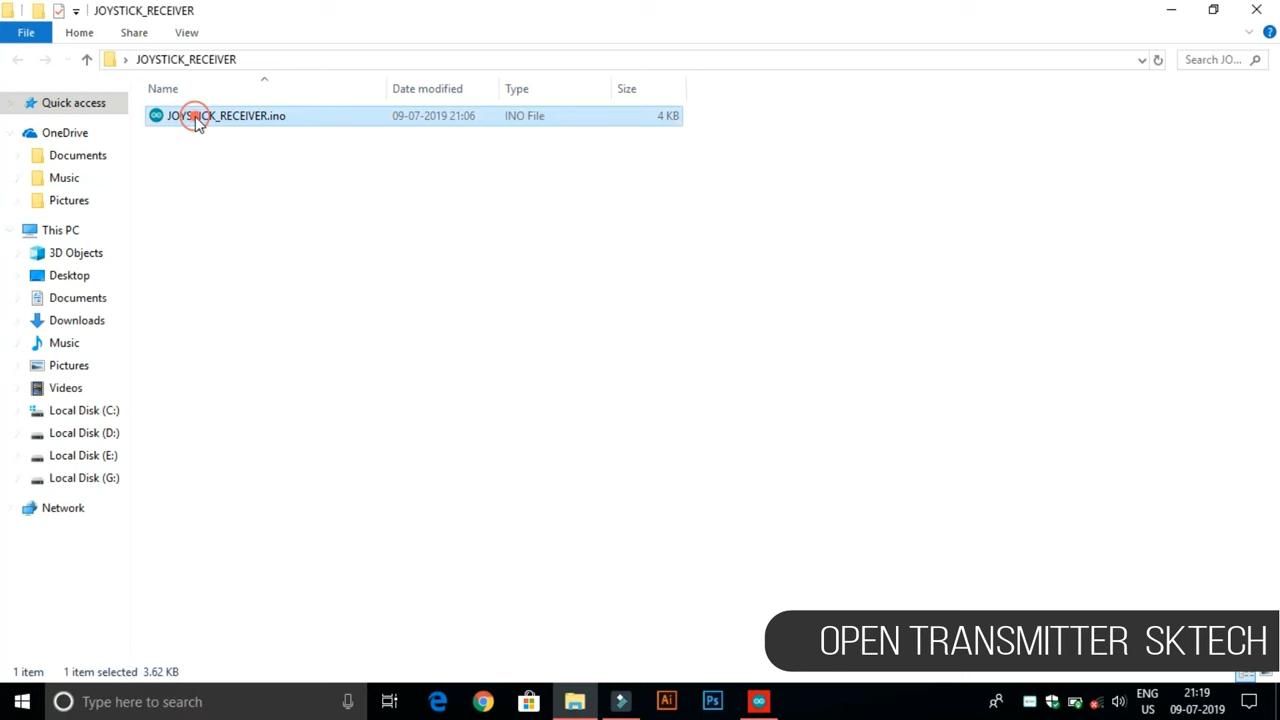 JOYSTICK_RECEIVER
File
Home
Share
View
JOYSTICK_RECEIVER
Search JO...
Name
Date modified
Type
Size
JOYSTICK_RECEIVER.ino
09-07-2019 21:06
INO File
4 KB
Quick access
OneDrive
Documents
Music
Pictures
This PC
3D Objects
Desktop
Documents
Downloads
Music
Pictures
Videos
Local Disk (C:)
Local Disk (D:)
Local Disk (E:)
Local Disk (G:)
Network
OPEN TRANSMITTER SKTECH
1 item
1 item selected 3.62 KB
Type here to search
Ai
Ps
ENG
US
21:19
09-07-2019